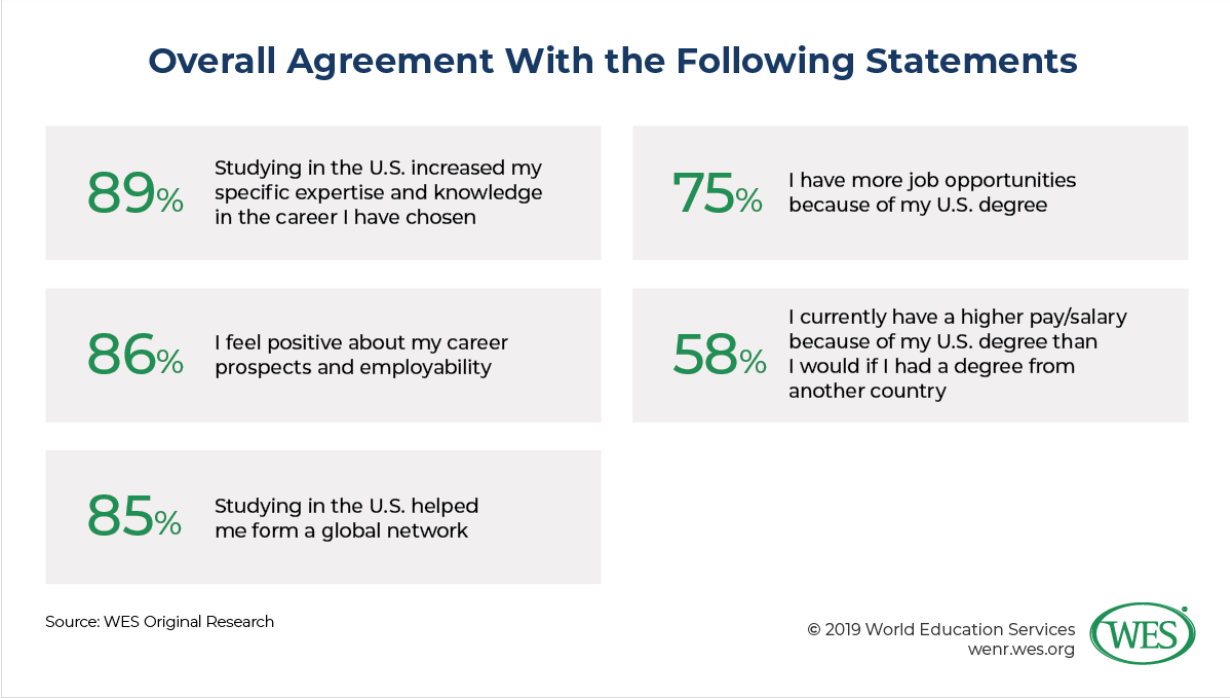 Overall Agreement With the Following Statements
89%
Studying in the U.S. increased my
specific expertise and knowledge
in the career I have chosen
75%
I have more job opportunities
because of my U.S. degree
86%
I feel positive about my career
prospects and employability
58%
I currently have a higher pay/salary
because of my U.S. degree than
I would if I had a degree from
another country
85%
Studying in the U.S. helped
me form a global network
Source: WES Original Research
© 2019 World Education Services
wenr.wes.org
WES